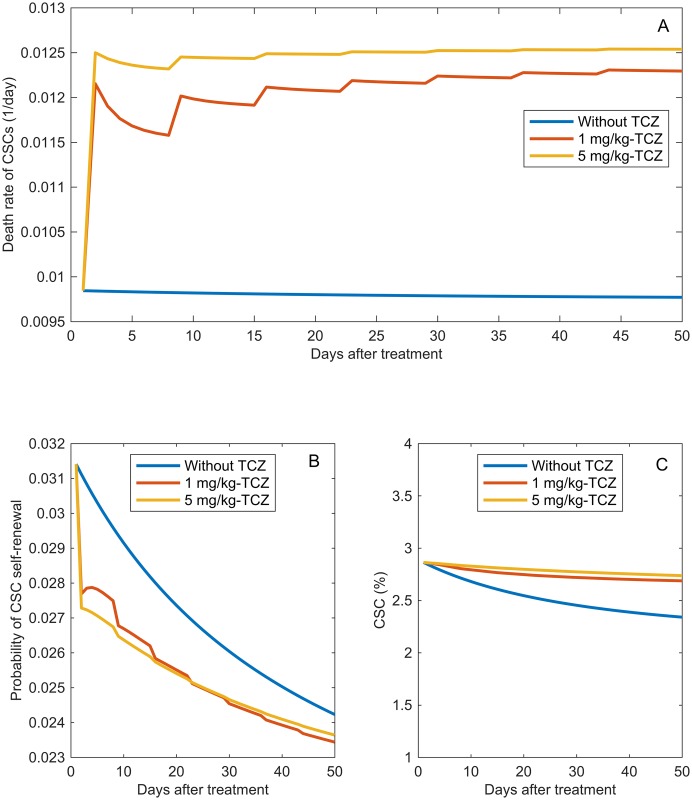 A
0.013
0.0125
0.012
0.0115
0.011
0.0105
0.01
0.0095
Death rate of CSCs (1/day)
Without TCZ
1 mg/kg-TCZ
5 mg/kg-TCZ
0 5 10 15 20 25 30 35 40 45 50
Days after treatment
B
0.032
0.031
0.03
0.029
0.028
0.027
0.026
0.025
0.024
0.023
Probability of CSC self-renewal
Without TCZ
1 mg/kg-TCZ
5 mg/kg-TCZ
0 10 20 30 40 50
Days after treatment
C
4
3.5
3
2.5
2
1.5
1
CSC (%)
Without TCZ
1 mg/kg-TCZ
5 mg/kg-TCZ
0 10 20 30 40 50
Days after treatment